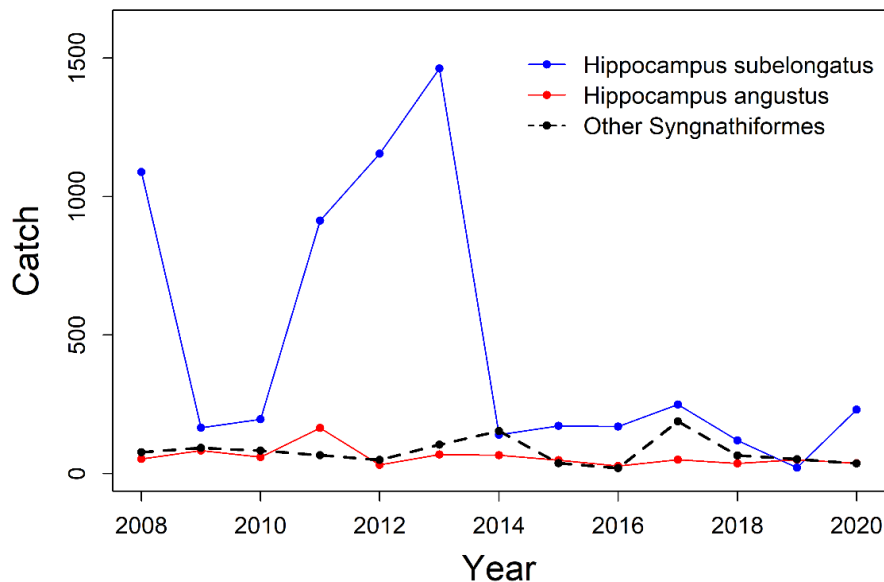 Hippocampus subelongatus
Hippocampus angustus
Other Syngnathiformes
Catch
1500
1000
500
0
2008 2010 2012 2014 2016 2018 2020
Year